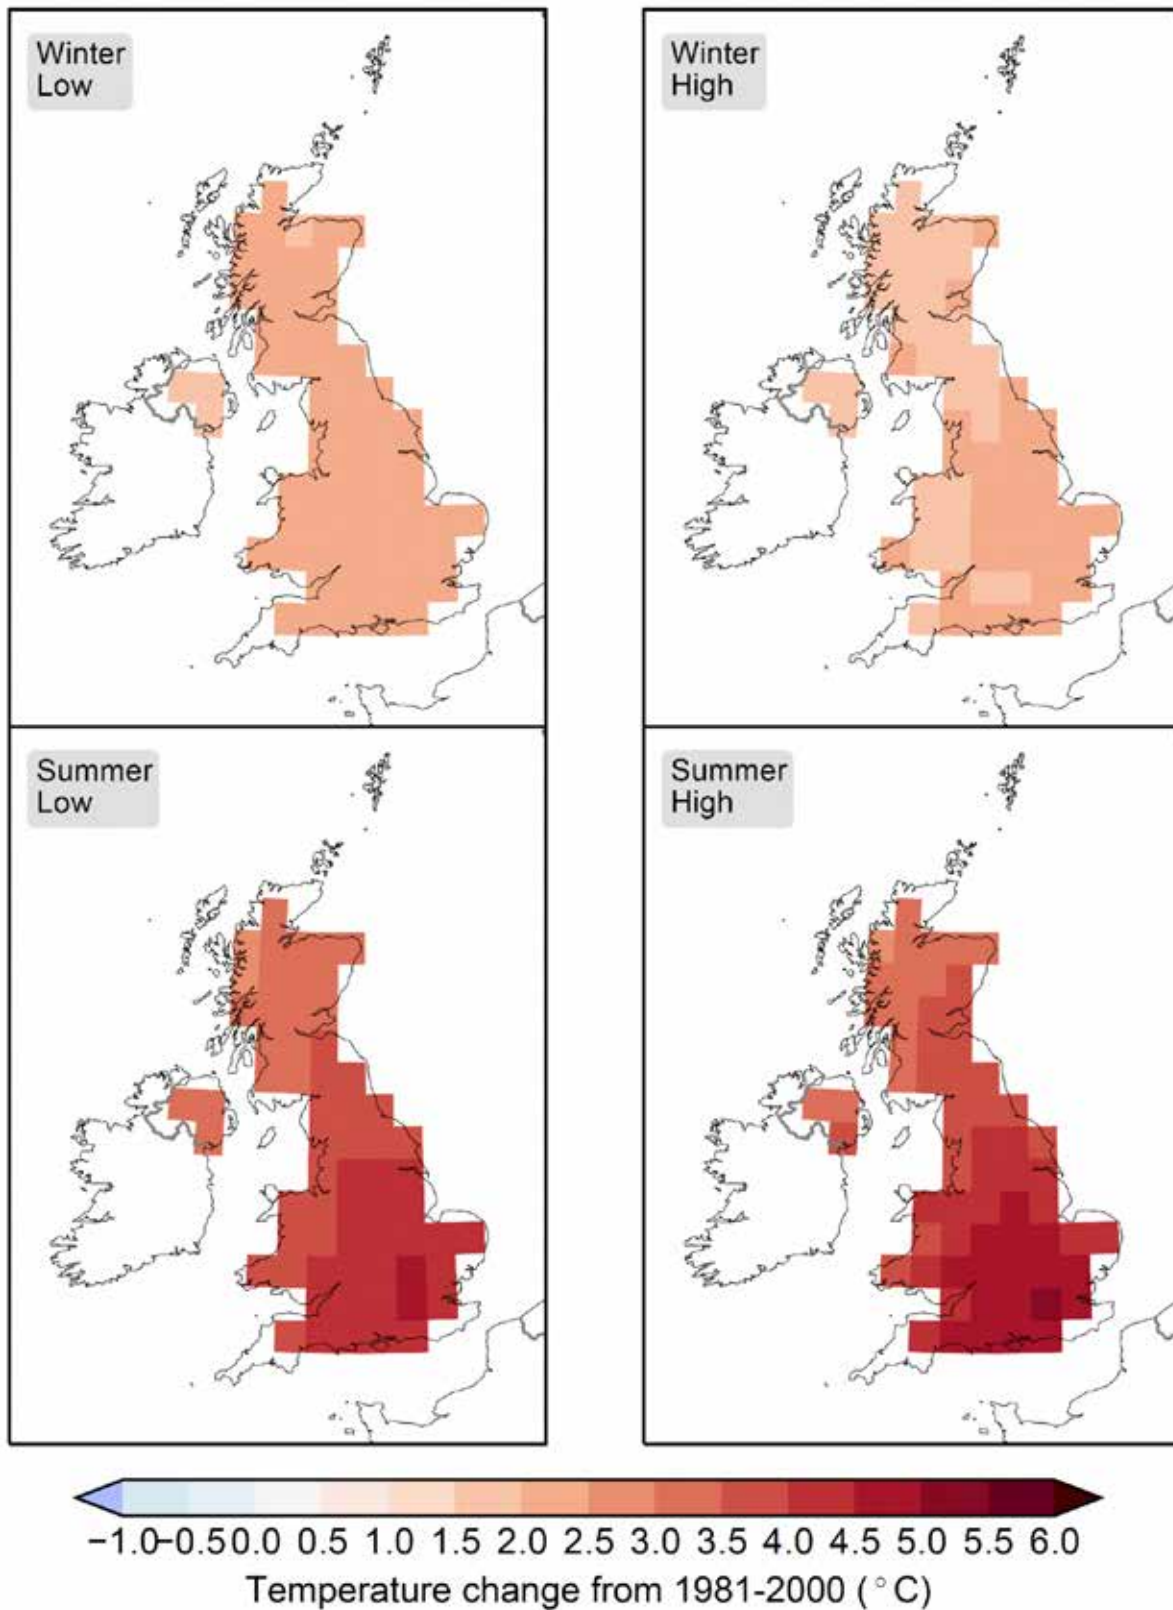 Winter
Low
Winter
High
Summer
Low
Summer
High
−1.0−0.5 0.0 0.5 1.0 1.5 2.0 2.5 3.0 3.5 4.0 4.5 5.0 5.5 6.0
Temperature change from 1981-2000 (°C)